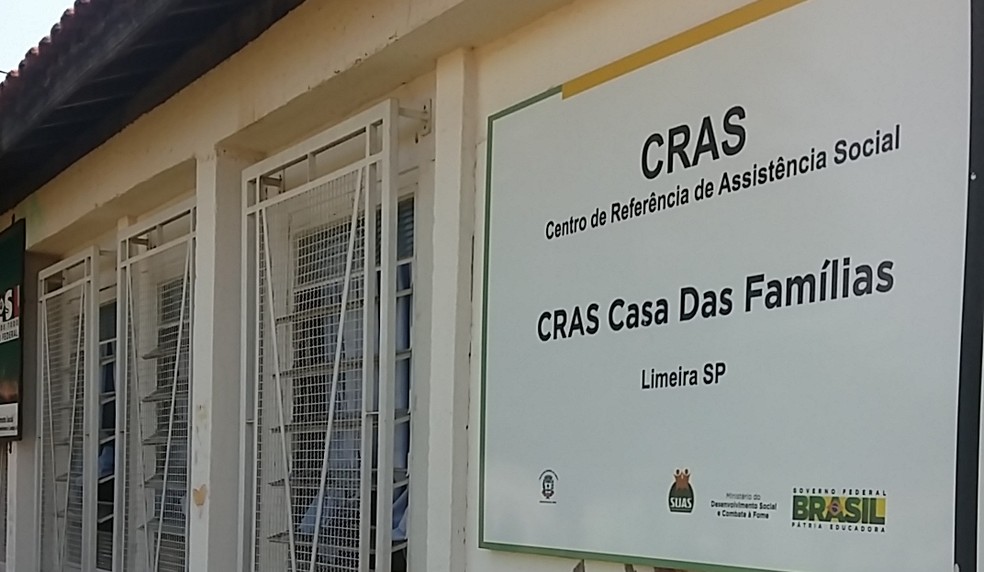 CRAS
Centro de Referência de Assistência Social
CRAS Casa Das Famílias
Limeira SP
SUAS
Ministério do
Desenvolvimento Social
e Combate à Fome
GOVERNO FEDERAL
BRASIL
PÁTRIA EDUCADORA